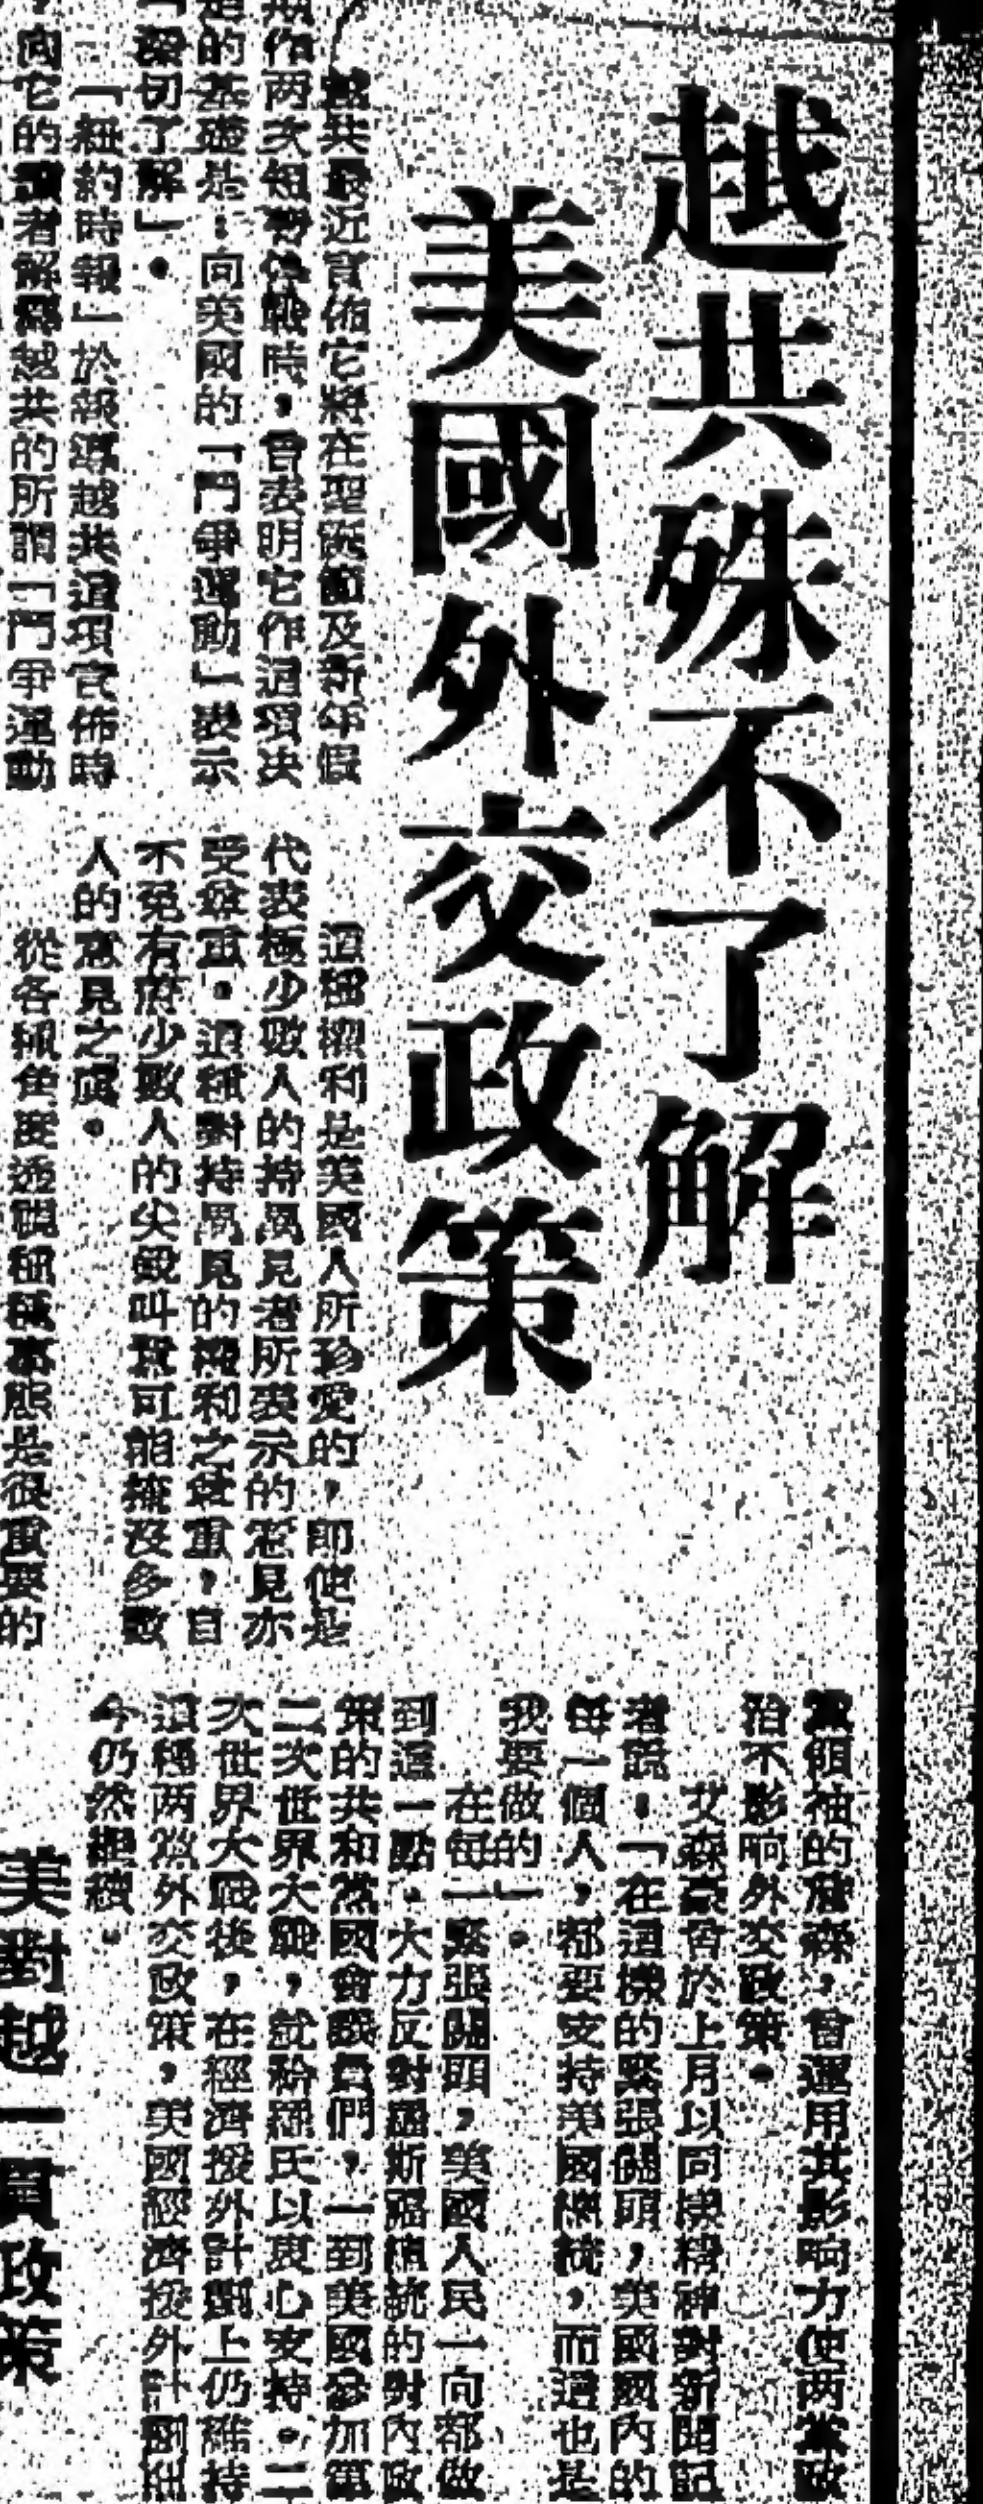 越共殊不了解
美國外交政策
越共最近宣佈它將在聖誕節及新年假
期作两次短暫停戰時，曾表明它作這項決
定的基礎是：向美國的「鬥爭運動」表示
「深切了解」。
「紐約時報」於報導越共這項宣佈時
，向它的讀者解釋越共的所謂「鬥爭運動
這種權利是美國人所珍愛的，即使是
代表極少數人的持異見者所表示的意見亦
受尊重。這種對持異見的權利之尊重，自
不免有使少數人的尖銳叫囂可能掩沒多數
人的意見之虞。
從各種角度透視種種事態是很重要的
黨領袖的詹森，曾運用其影响力使两黨政
治不影响外交政策。
艾森豪曾於上月以同樣精神對新聞記
者說：「在這樣的緊張關頭，美國國內的
每一個人，都要支持美國總統，而這也是
我要做的」。
在每一緊張關頭，美國人民一向都做
到這一點。大力反對羅斯福總統的對內政
策的共和黨國會議員們，一到美國參加第
二次世界大戰，就給羅氏以衷心支持。二
次世界大戰後，在經濟援外計劃上仍維持
這種两黨外交政策，美國經濟援外計劃
今仍然繼續。
美對越一貫政策